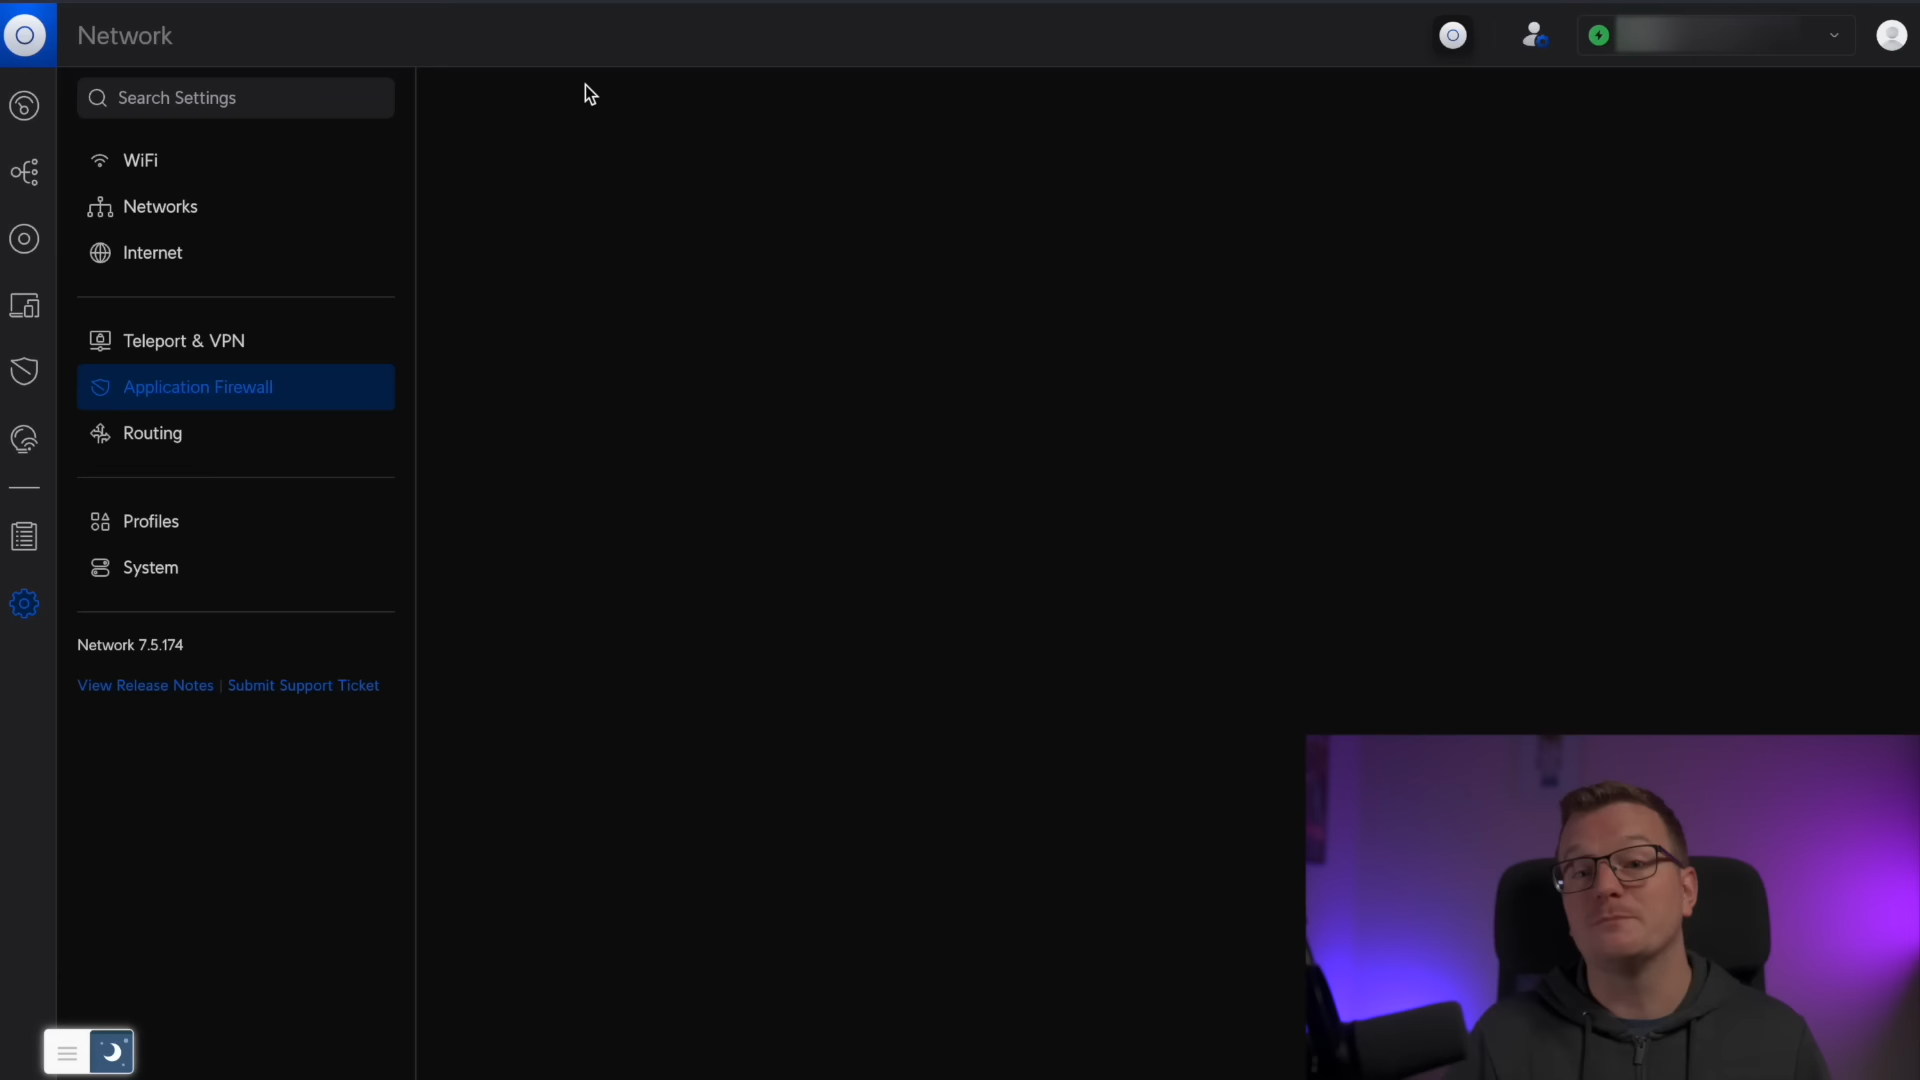 Network
Search Settings
WiFi
Networks
Internet
Teleport & VPN
Application Firewall
Routing
Profiles
System
Network 7.5.174
View Release Notes | Submit Support Ticket